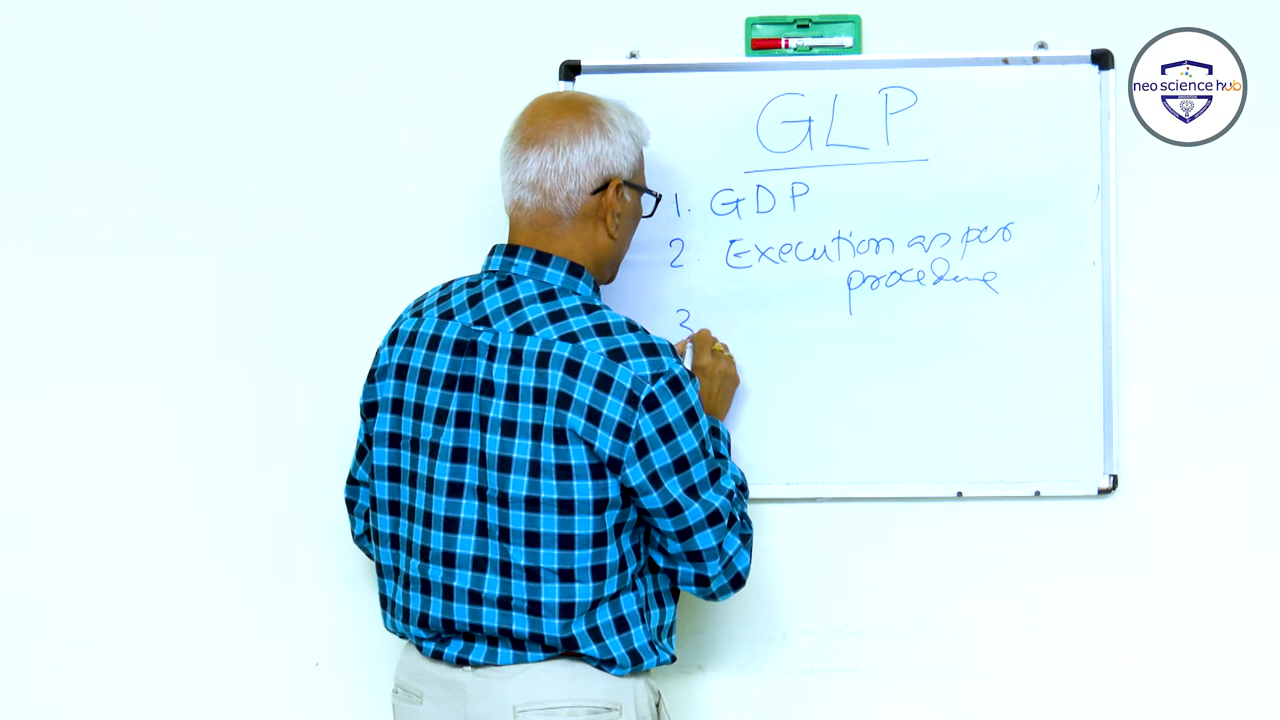 neo science hub
GLP
1. GDP
2. Execution as per
procedure
3